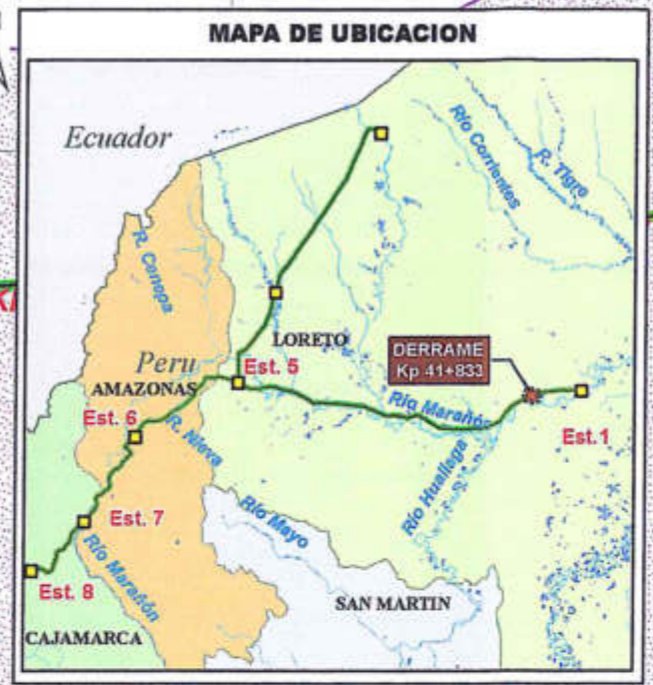 MAPA DE UBICACION
Ecuador
Río Corrientes
R. Tigre
R. Cenepa
LORETO
DERRAME
Kp 41+833
Peru
AMAZONAS
Est. 5
Río Marañón
Est.1
Est. 6
R. Nieva
Río Huallaga
Est. 7
Río Mayo
Río Marañón
Est. 8
SAN MARTIN
CAJAMARCA